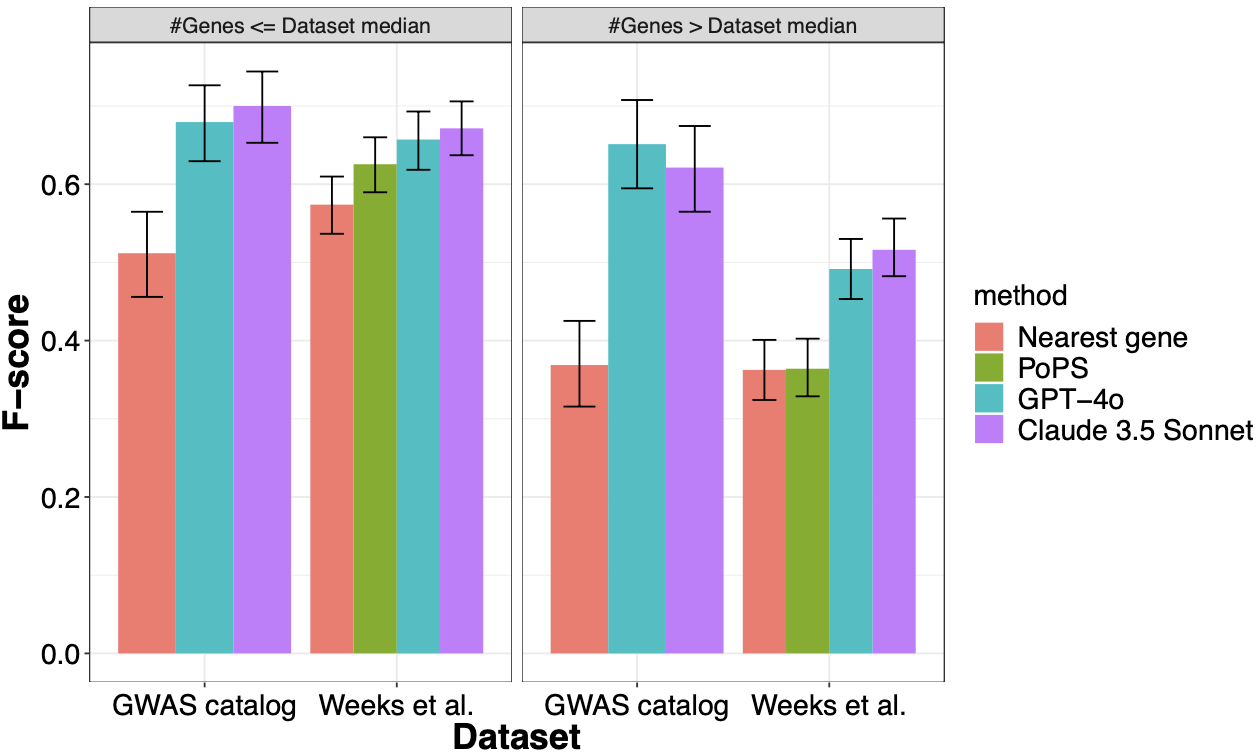 #Genes <= Dataset median
#Genes > Dataset median
F−score
0.6
0.4
0.2
0.0
GWAS catalog
Weeks et al.
GWAS catalog
Weeks et al.
Dataset
method
Nearest gene
PoPS
GPT−4o
Claude 3.5 Sonnet